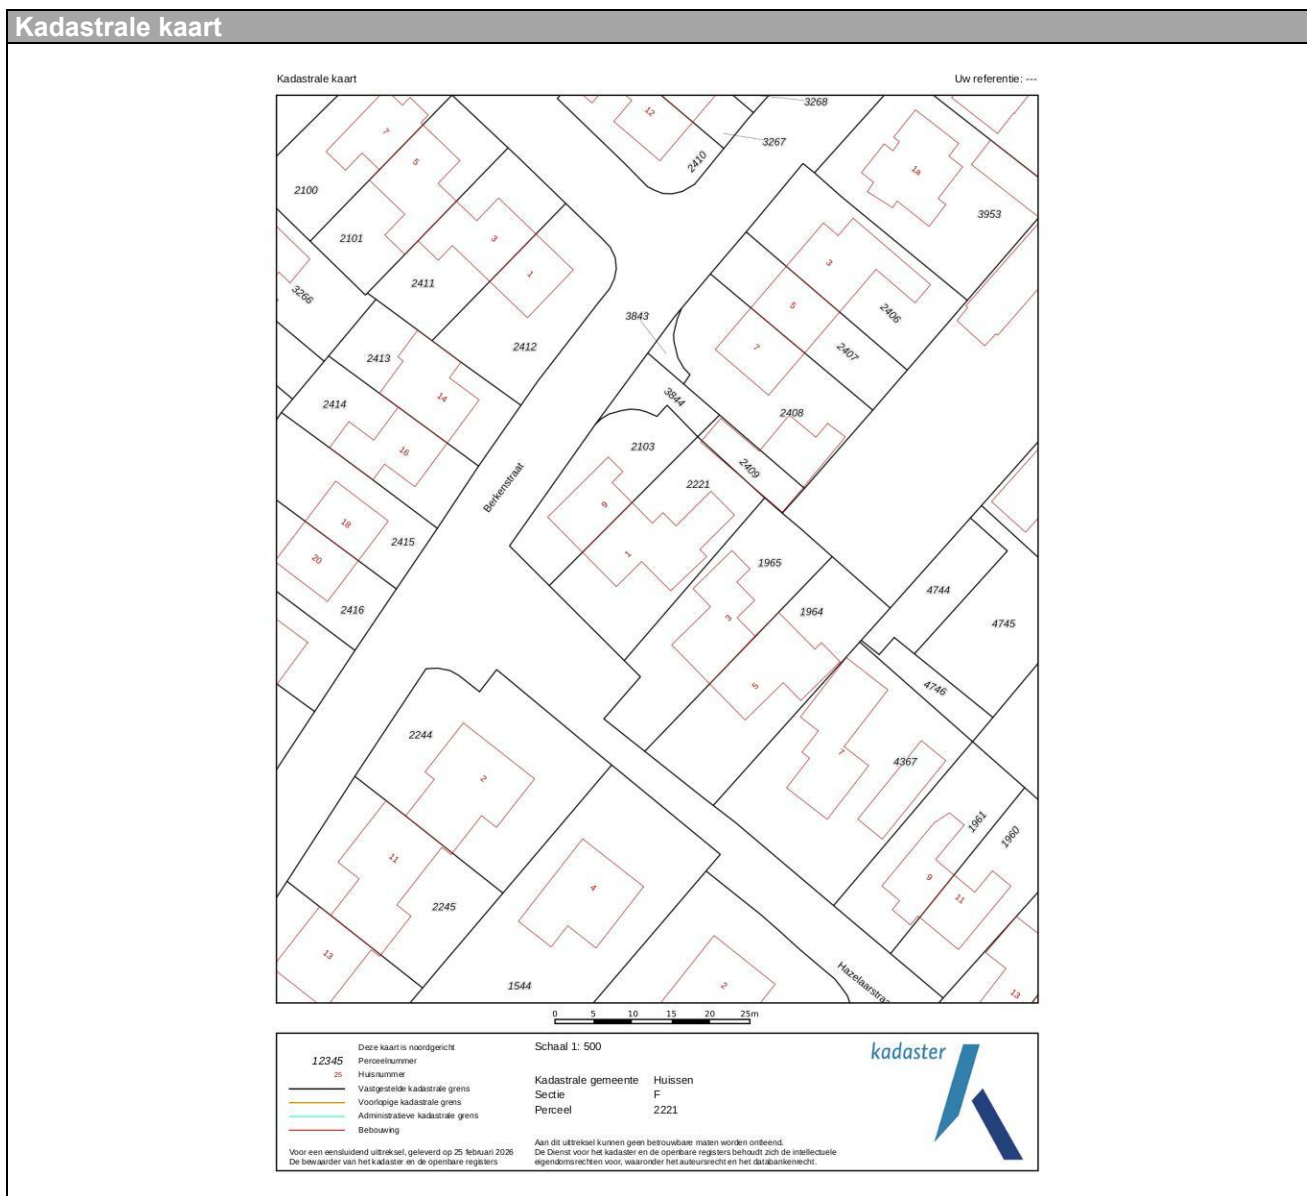 Kadastrale kaart
Kadastrale kaart
Uw referentie: ---
3268
12
7
3267
2410
5
1a
2100
3953
2101
3
3
1
2411
3266
5
2406
3843
2412
7
2407
2413
14
3844
2414
2408
2103
16
2409
Berkenstraat
2221
9
18
2415
1
20
1965
4744
2416
1964
3
4745
5
4746
2244
7
4367
2
1961
1960
11
9
4
11
2245
13
1544
2
Hazelaarstraa
13
0 5 10 15 20 25m
Deze kaart is noordgericht
12345 Perceelnummer
25 Huisnummer
Vastgestelde kadastrale grens
Voorlopige kadastrale grens
Administratieve kadastrale grens
Bebouwing
Voor een eensluidend uittreksel, geleverd op 25 februari 2026
De bewaarder van het kadaster en de openbare registers
Schaal 1: 500
Kadastrale gemeente Huissen
Sectie F
Perceel 2221
Aan dit uittreksel kunnen geen betrouwbare maten worden ontleend.
De Dienst voor het kadaster en de openbare registers behoudt zich de intellectuele
eigendomsrechten voor, waaronder het auteursrecht en het databankenrecht.
kadaster